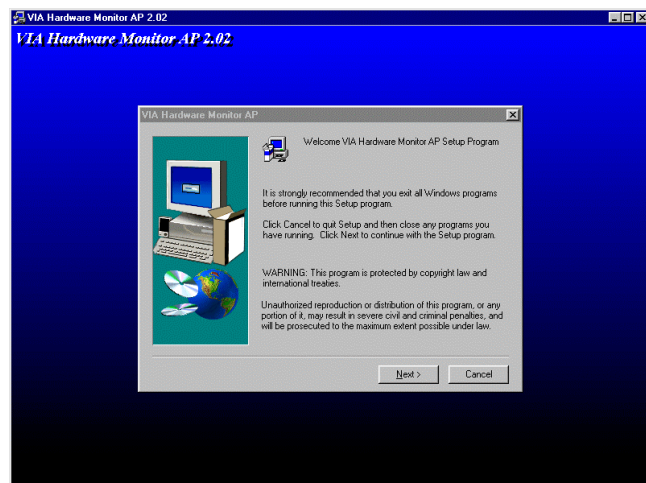 VIA Hardware Monitor AP 2.02
VIA Hardware Monitor AP 2.02
VIA Hardware Monitor AP
Welcome VIA Hardware Monitor AP Setup Program
It is strongly recommended that you exit all Windows programs
before running this Setup program.
Click Cancel to quit Setup and then close any programs you
have running. Click Next to continue with the Setup program.
WARNING: This program is protected by copyright law and
international treaties.
Unauthorized reproduction or distribution of this program, or any
portion of it, may result in severe civil and criminal penalties, and
will be prosecuted to the maximum extent possible under law.
Next >
Cancel